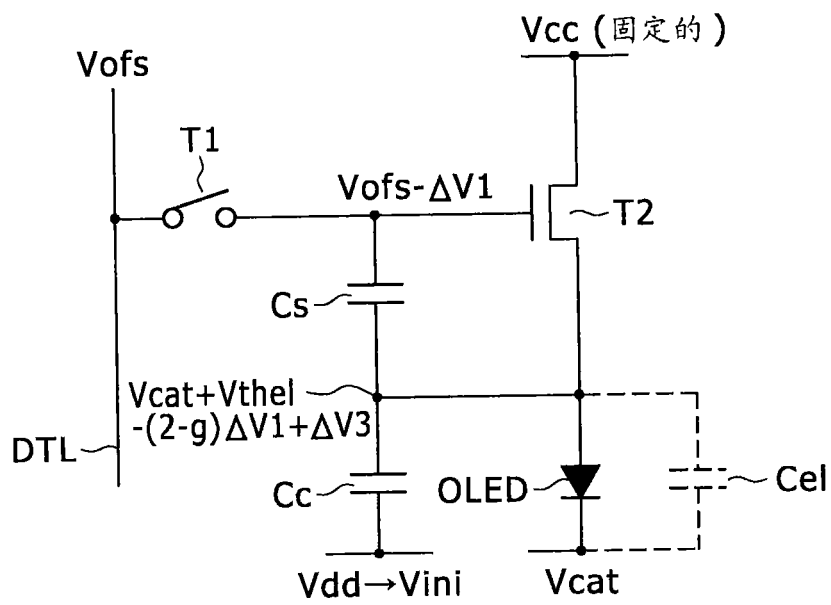 Vcc (固定的)
Vofs
T1
Vofs-ΔV1
T2
Cs
Vcat+Vthel
-(2-g)ΔV1+ΔV3
DTL
Cc
OLED
Cel
Vdd→Vini
Vcat